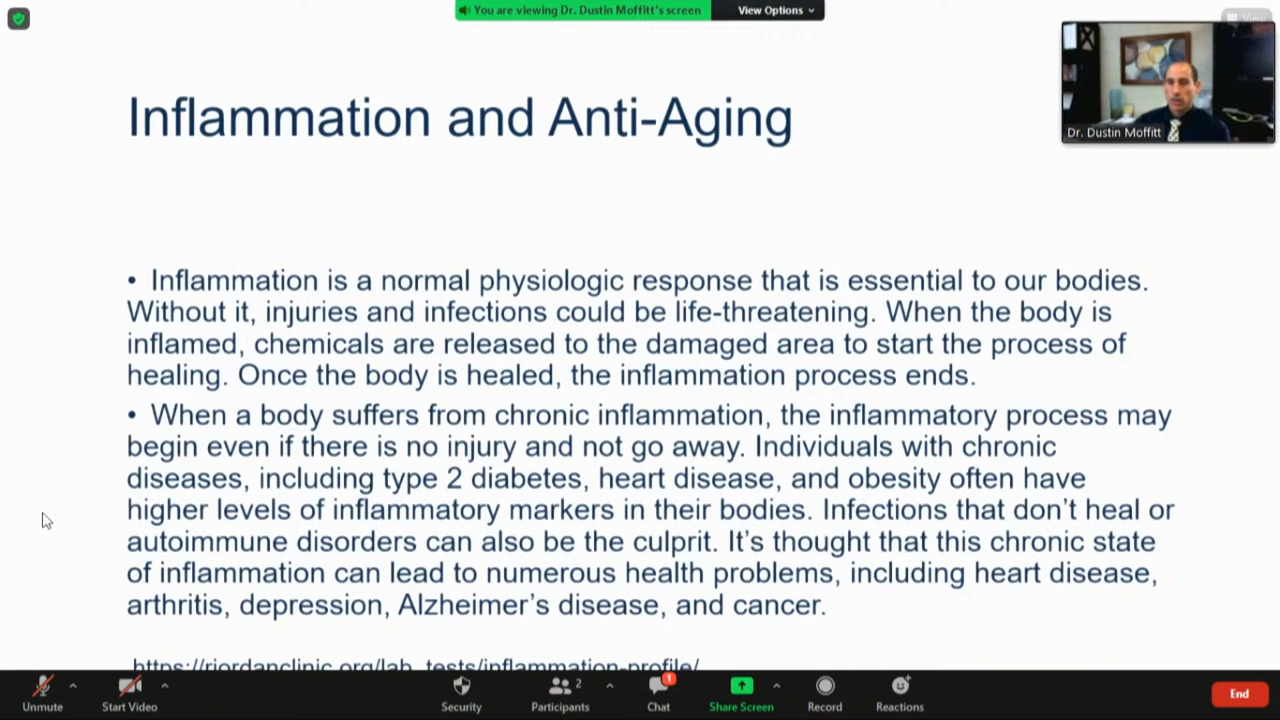 You are viewing Dr. Dustin Moffitt's screen
View Options
View
Inflammation and Anti-Aging
Dr. Dustin Moffitt
• Inflammation is a normal physiologic response that is essential to our bodies.
Without it, injuries and infections could be life-threatening. When the body is
inflamed, chemicals are released to the damaged area to start the process of
healing. Once the body is healed, the inflammation process ends.
• When a body suffers from chronic inflammation, the inflammatory process may
begin even if there is no injury and not go away. Individuals with chronic
diseases, including type 2 diabetes, heart disease, and obesity often have
higher levels of inflammatory markers in their bodies. Infections that don’t heal or
autoimmune disorders can also be the culprit. It’s thought that this chronic state
of inflammation can lead to numerous health problems, including heart disease,
arthritis, depression, Alzheimer’s disease, and cancer.
https://riordanclinic.org/lab_tests/inflammation-profile/
Unmute
Start Video
Security
2
Participants
1
Chat
Share Screen
Record
Reactions
End